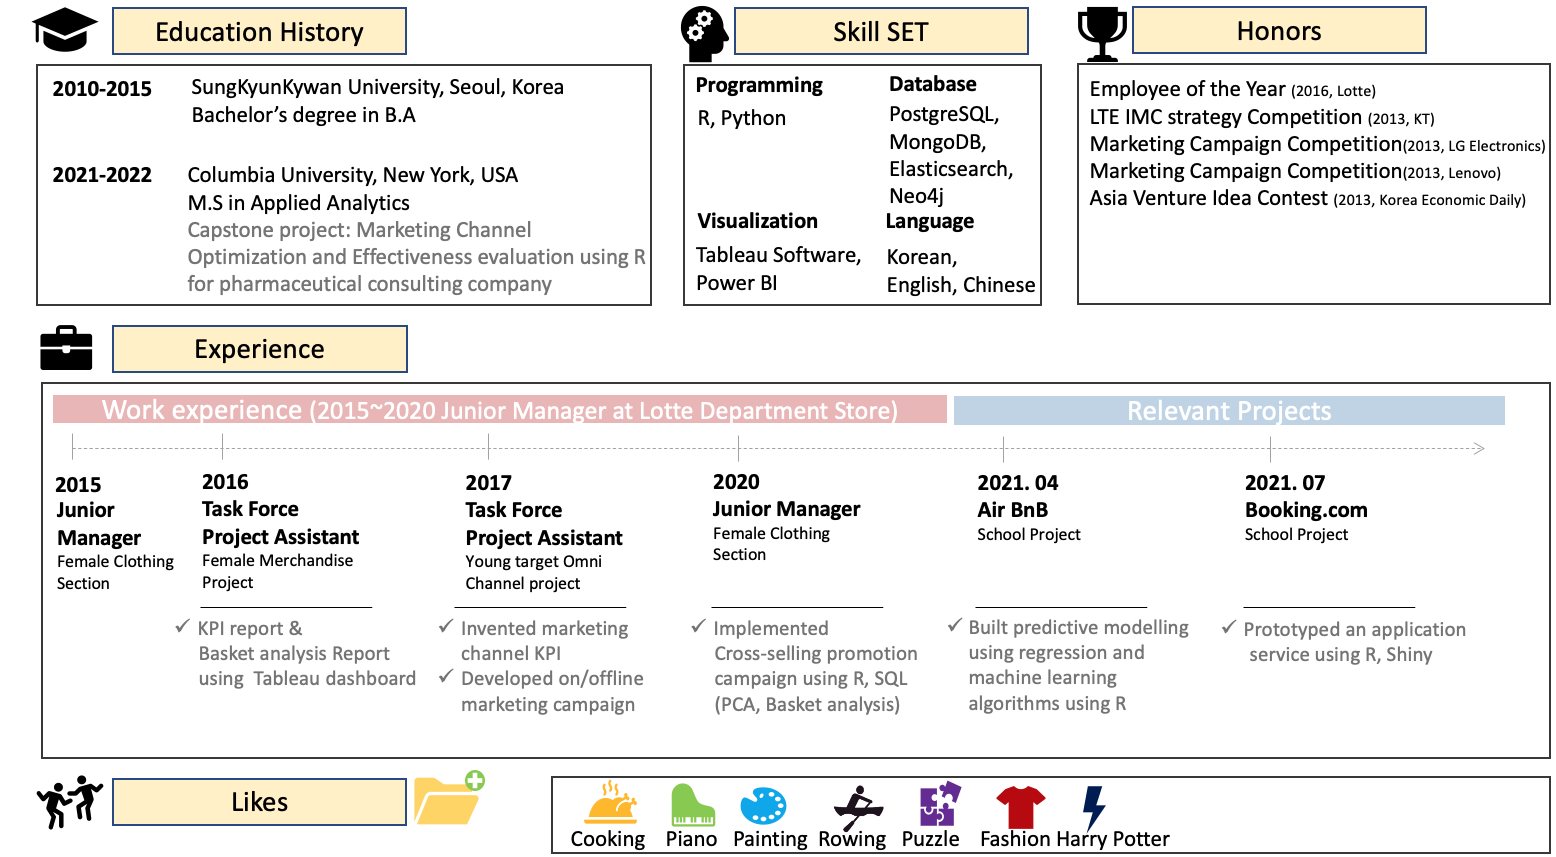 Education History
2010-2015
SungKyunKywan University, Seoul, Korea
Bachelor's degree in B.A
2021-2022
Columbia University, New York, USA
M.S in Applied Analytics
Capstone project: Marketing Channel
Optimization and Effectiveness evaluation using R
for pharmaceutical consulting company
Skill SET
Programming
R, Python
Database
PostgreSQL,
MongoDB,
Elasticsearch,
Neo4j
Visualization
Tableau Software,
Power BI
Language
Korean,
English, Chinese
Honors
Employee of the Year (2016, Lotte)
LTE IMC strategy Competition (2013, KT)
Marketing Campaign Competition(2013, LG Electronics)
Marketing Campaign Competition(2013, Lenovo)
Asia Venture Idea Contest (2013, Korea Economic Daily)
Experience
Work experience (2015~2020 Junior Manager at Lotte Department Store)
Relevant Projects
2015
Junior
Manager
Female Clothing
Section
2016
Task Force
Project Assistant
Female Merchandise
Project
✓ KPI report &
Basket analysis Report
using Tableau dashboard
2017
Task Force
Project Assistant
Young target Omni
Channel project
✓ Invented marketing
channel KPI
✓ Developed on/offline
marketing campaign
2020
Junior Manager
Female Clothing
Section
✓ Implemented
Cross-selling promotion
campaign using R, SQL
(PCA, Basket analysis)
2021. 04
Air BnB
School Project
✓ Built predictive modelling
using regression and
machine learning
algorithms using R
2021. 07
Booking.com
School Project
✓ Prototyped an application
service using R, Shiny
Likes
Cooking
Piano
Painting
Rowing
Puzzle
Fashion
Harry Potter